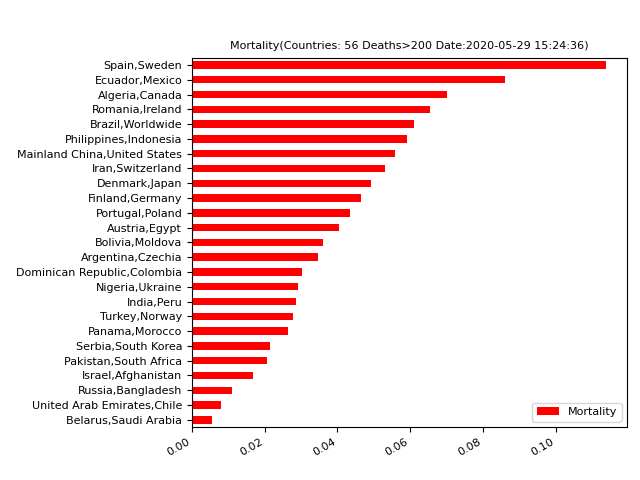 Mortality(Countries: 56 Deaths>200 Date:2020-05-29 15:24:36)
Spain,Sweden
Ecuador,Mexico
Algeria,Canada
Romania,Ireland
Brazil,Worldwide
Philippines,Indonesia
Mainland China,United States
Iran,Switzerland
Denmark,Japan
Finland,Germany
Portugal,Poland
Austria,Egypt
Bolivia,Moldova
Argentina,Czechia
Dominican Republic,Colombia
Nigeria,Ukraine
India,Peru
Turkey,Norway
Panama,Morocco
Serbia,South Korea
Pakistan,South Africa
Israel,Afghanistan
Russia,Bangladesh
United Arab Emirates,Chile
Belarus,Saudi Arabia
Mortality
0.00 0.02 0.04 0.06 0.08 0.10